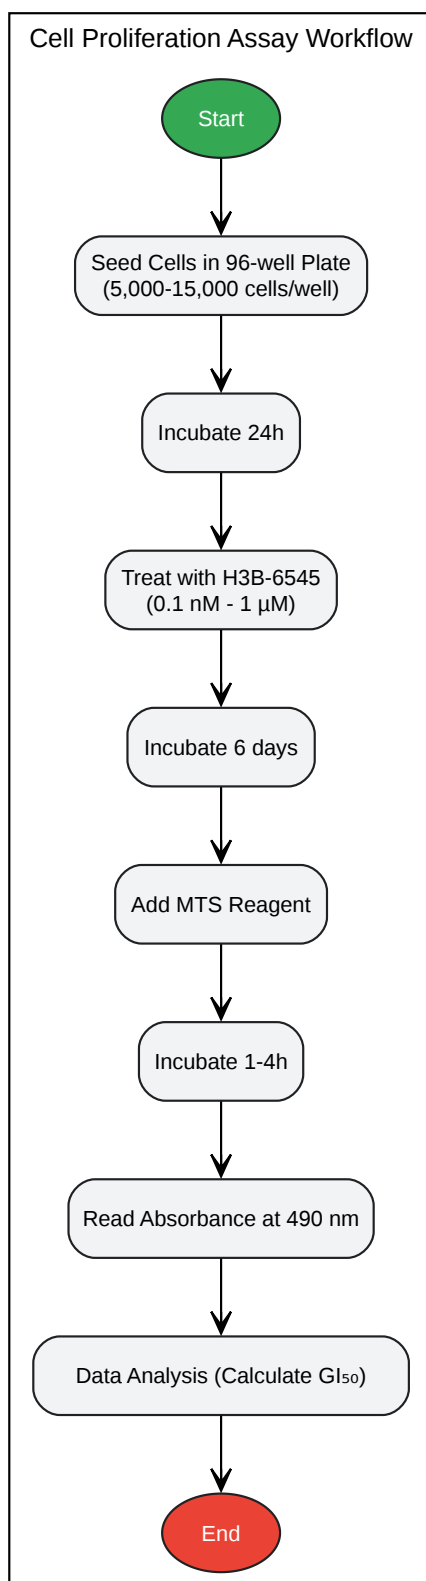 Cell Proliferation Assay Workflow
Start
Seed Cells in 96-well Plate
(5,000-15,000 cells/well)
Incubate 24h
Treat with H3B-6545
(0.1 nM - 1 µM)
Incubate 6 days
Add MTS Reagent
Incubate 1-4h
Read Absorbance at 490 nm
Data Analysis (Calculate GI₅₀)
End